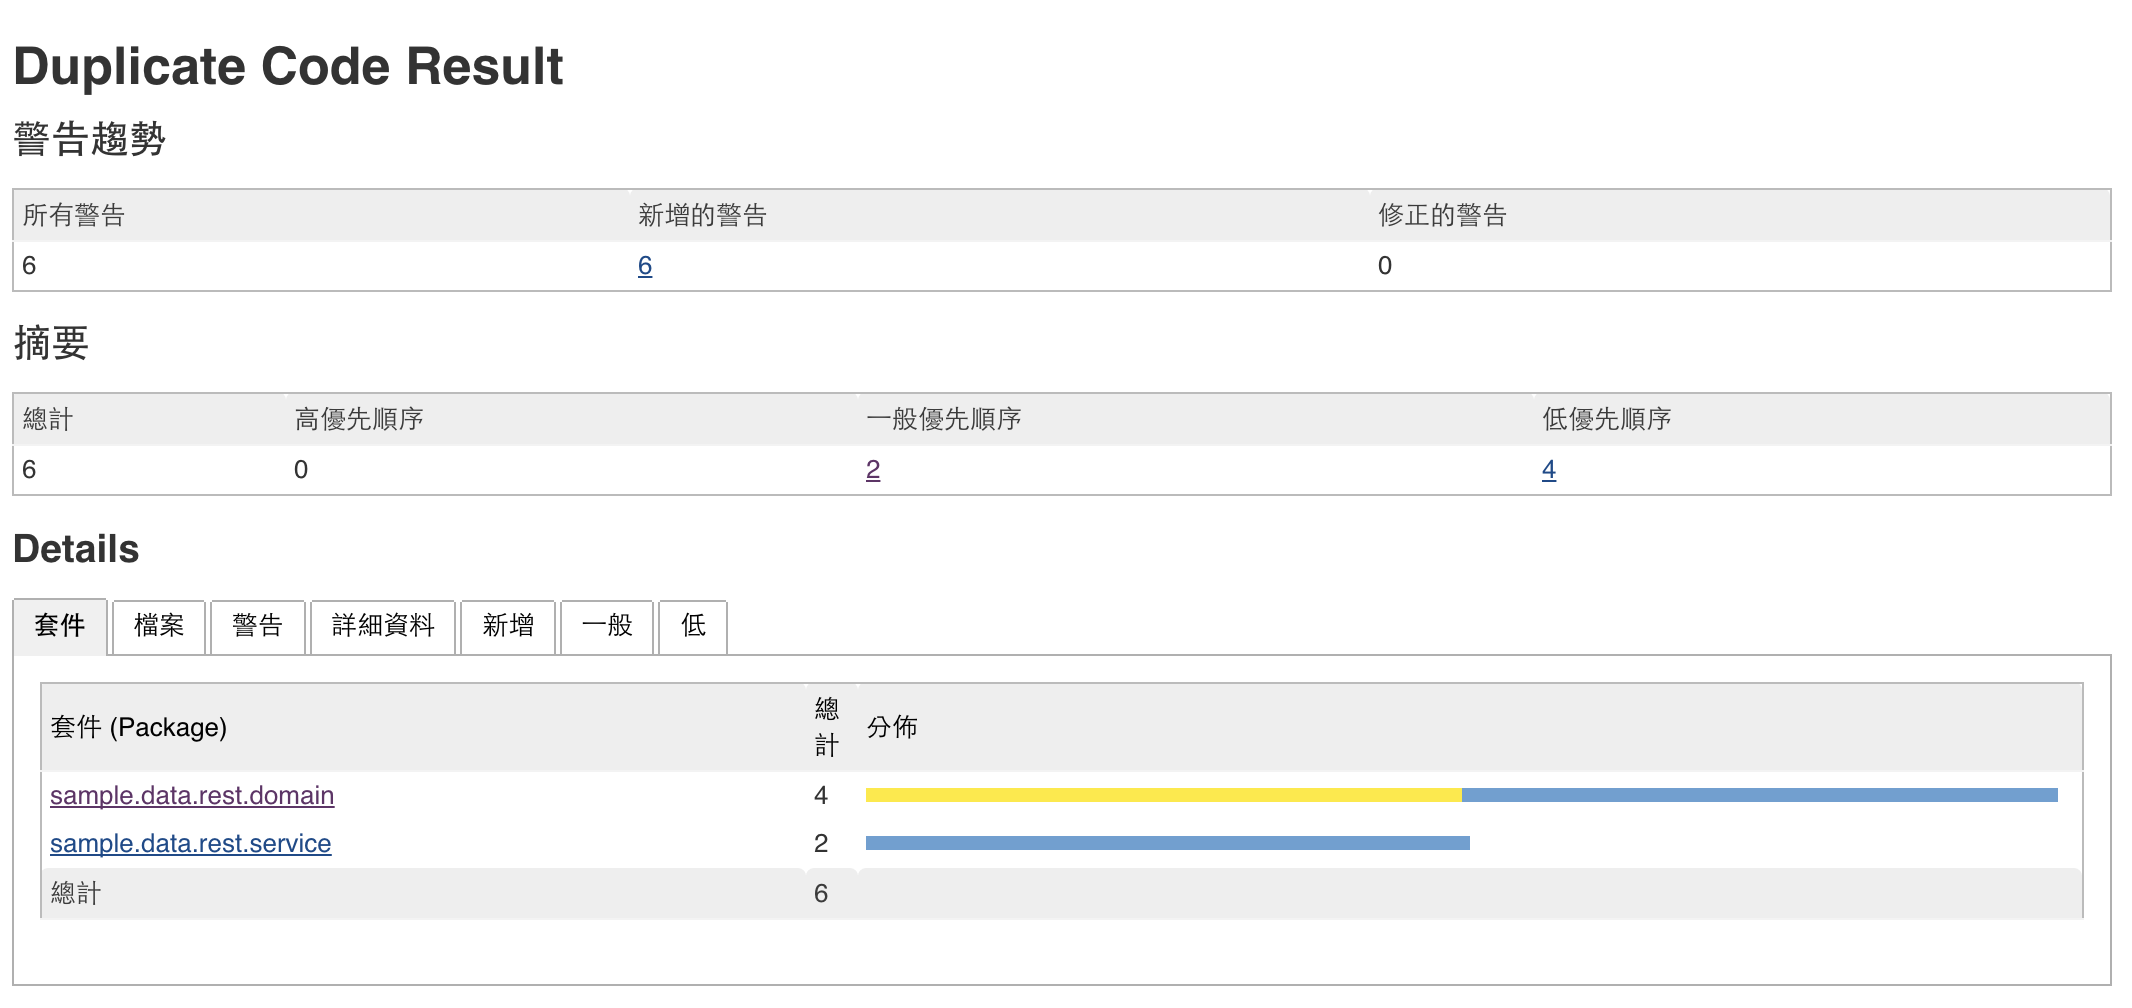 Duplicate Code Result
警告趨勢
所有警告 新增的警告 修正的警告
6 6 0
摘要
總計 高優先順序 一般優先順序 低優先順序
6 0 2 4
Details
套件 檔案 警告 詳細資料 新增 一般 低
套件 (Package) 總計 分佈
sample.data.rest.domain 4
sample.data.rest.service 2
總計 6